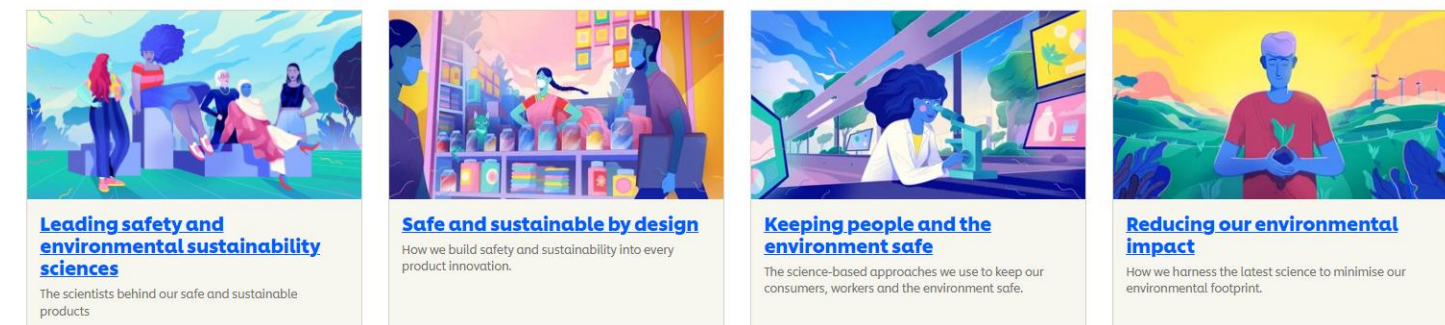 Leading safety and
environmental sustainability
sciences
The scientists behind our safe and sustainable
products
Safe and sustainable by design
How we build safety and sustainability into every
product innovation.
Keeping people and the
environment safe
The science-based approaches we use to keep our
consumers, workers and the environment safe.
Reducing our environmental
impact
How we harness the latest science to minimise our
environmental footprint.